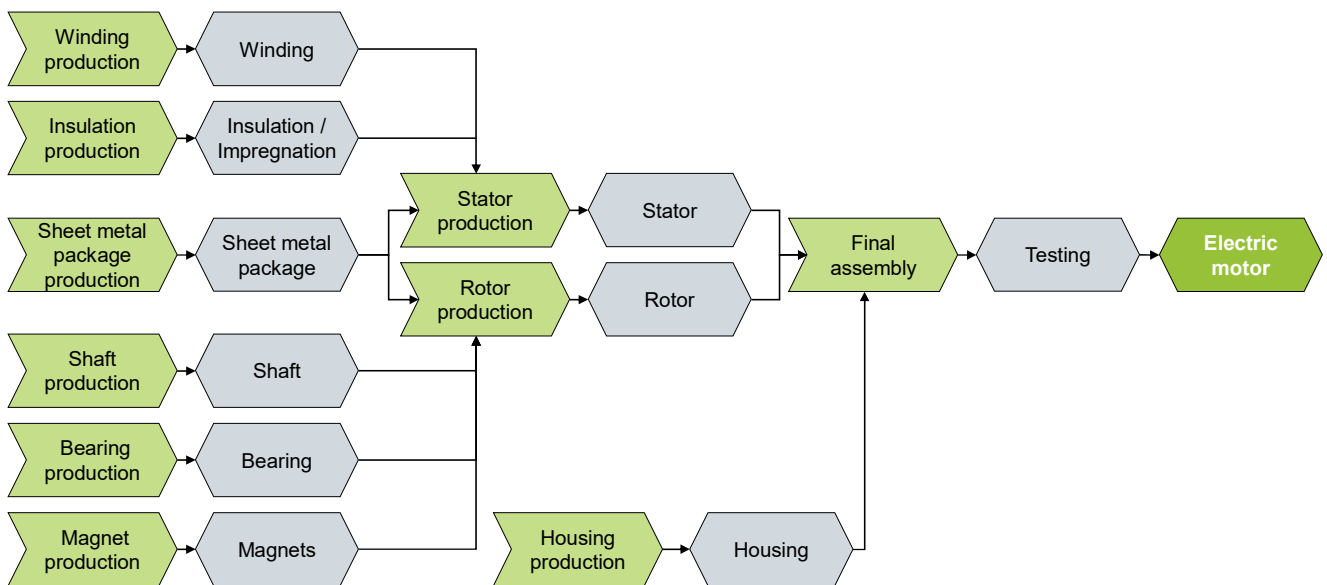 Winding
production
Winding
Insulation
production
Insulation /
Impregnation
Stator
production
Stator
Sheet metal
package
production
Sheet metal
package
Final
assembly
Testing
Electric
motor
Rotor
production
Rotor
Shaft
production
Shaft
Bearing
production
Bearing
Magnet
production
Magnets
Housing
production
Housing